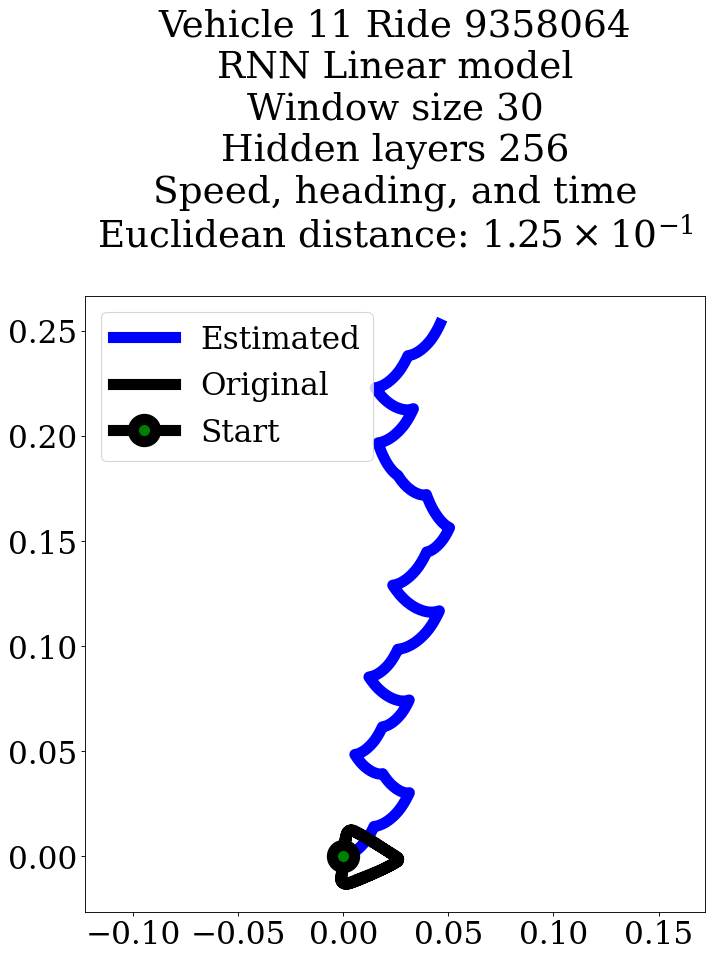 Vehicle 11 Ride 9358064
RNN Linear model
Window size 30
Hidden layers 256
Speed, heading, and time
Euclidean distance: 1.25 × 10⁻¹
Estimated
Original
Start
0.25
0.20
0.15
0.10
0.05
0.00
−0.10 −0.05 0.00 0.05 0.10 0.15